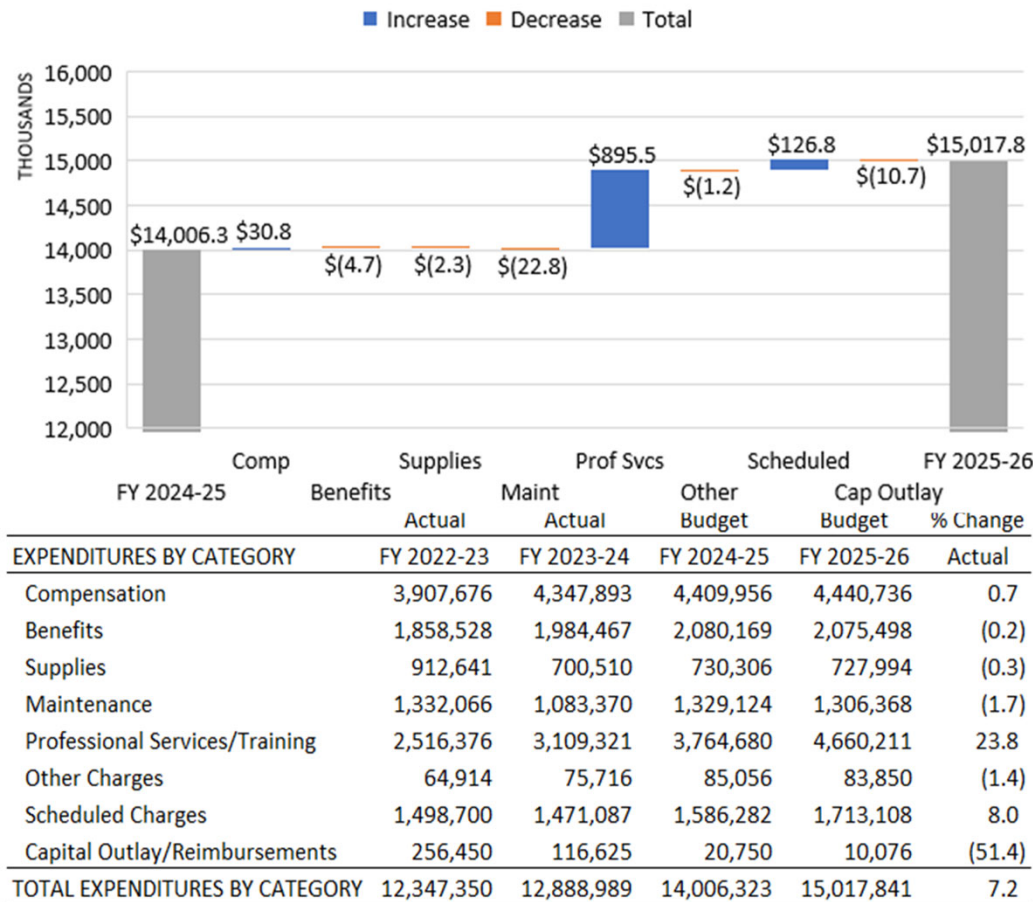 Increase Decrease Total
THOUSANDS
16,000
15,500
15,000
14,500
14,000
13,500
13,000
12,500
12,000
$14,006.3 $30.8 $(4.7) $(2.3) $(22.8) $895.5 $(1.2) $126.8 $(10.7) $15,017.8
Comp Supplies Prof Svcs Scheduled FY 2025-26
FY 2024-25 Benefits Maint Other Cap Outlay
Actual Actual Budget Budget % Change
EXPENDITURES BY CATEGORY FY 2022-23 FY 2023-24 FY 2024-25 FY 2025-26 Actual
Compensation 3,907,676 4,347,893 4,409,956 4,440,736 0.7
Benefits 1,858,528 1,984,467 2,080,169 2,075,498 (0.2)
Supplies 912,641 700,510 730,306 727,994 (0.3)
Maintenance 1,332,066 1,083,370 1,329,124 1,306,368 (1.7)
Professional Services/Training 2,516,376 3,109,321 3,764,680 4,660,211 23.8
Other Charges 64,914 75,716 85,056 83,850 (1.4)
Scheduled Charges 1,498,700 1,471,087 1,586,282 1,713,108 8.0
Capital Outlay/Reimbursements 256,450 116,625 20,750 10,076 (51.4)
TOTAL EXPENDITURES BY CATEGORY 12,347,350 12,888,989 14,006,323 15,017,841 7.2